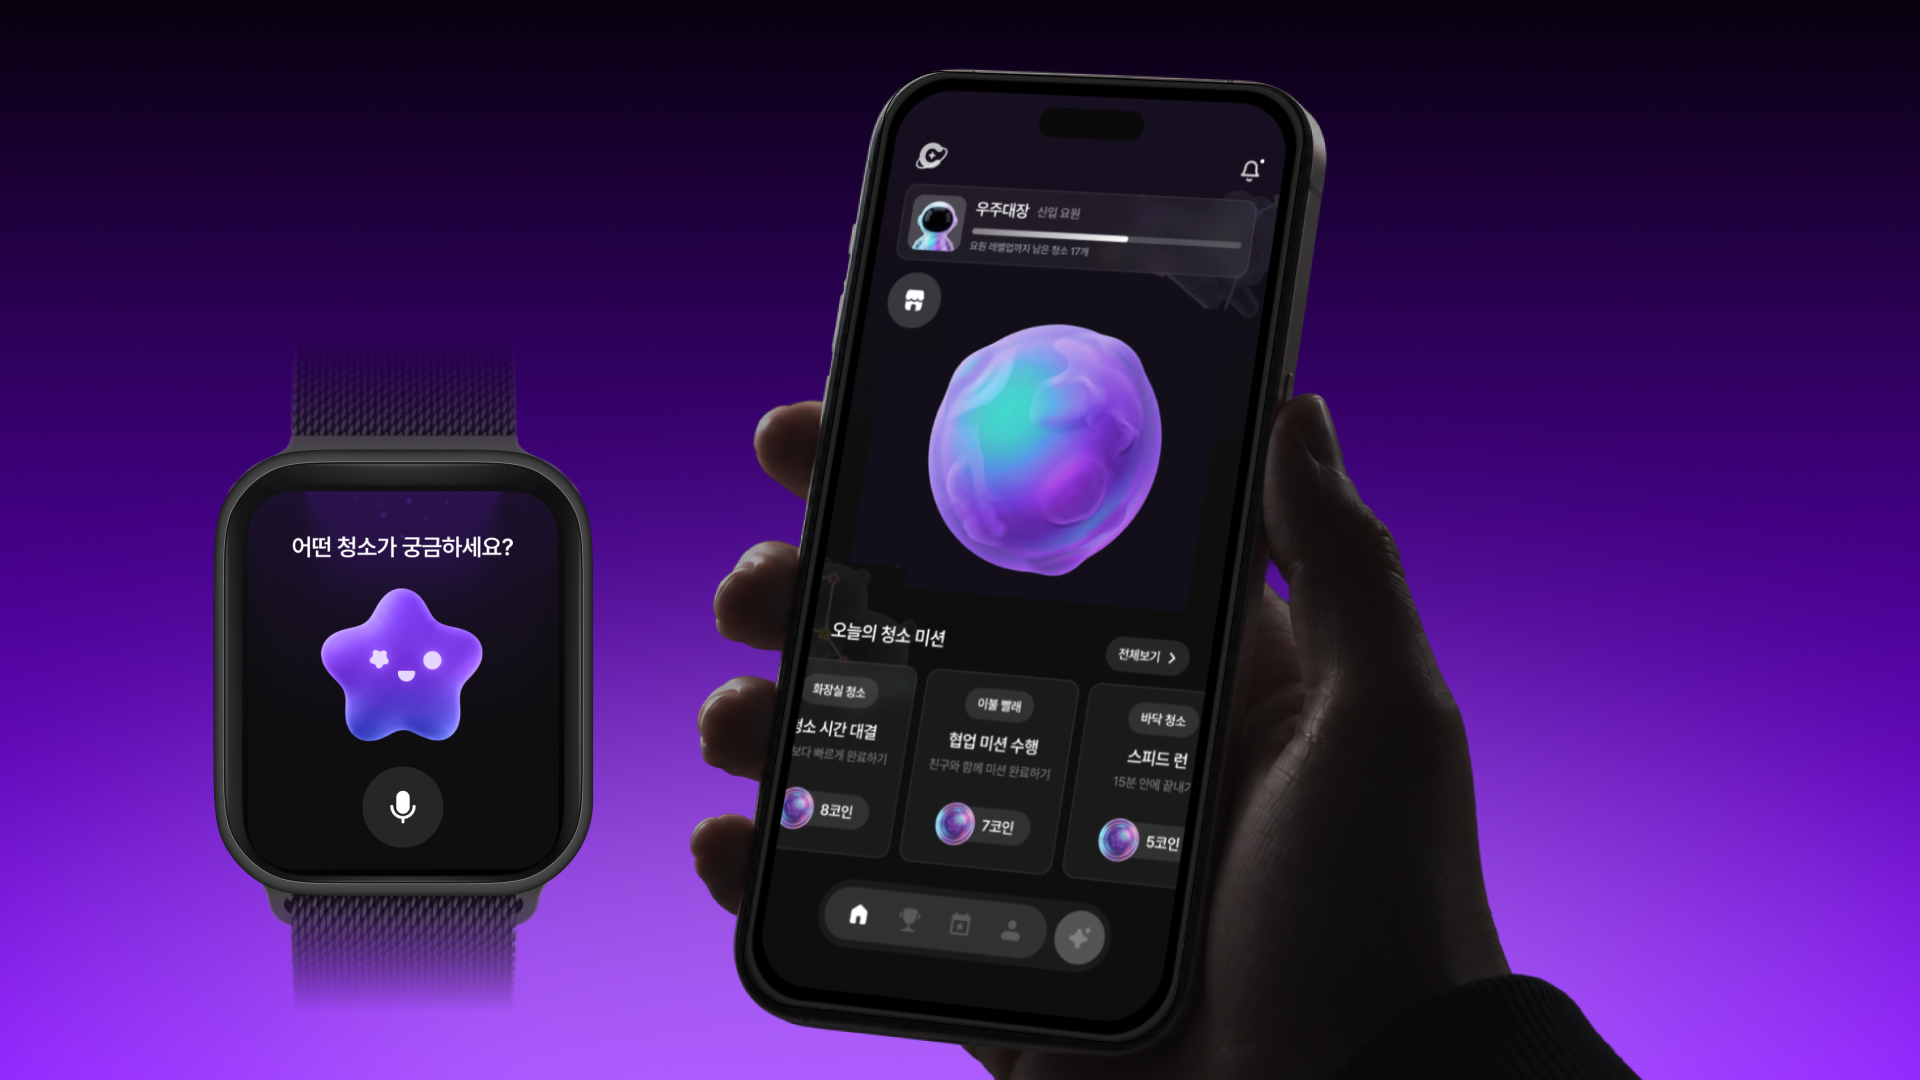 어떤 청소가 궁금하세요?
우주대장 신입 요원
요원 레벨업까지 남은 청소 17개
오늘의 청소 미션
전체보기
화장실 청소
청소 시간 대결
보다 빠르게 완료하기
8코인
이불 빨래
협업 미션 수행
친구와 함께 미션 완료하기
7코인
바닥 청소
스피드 런
15분 안에 끝내기
5코인